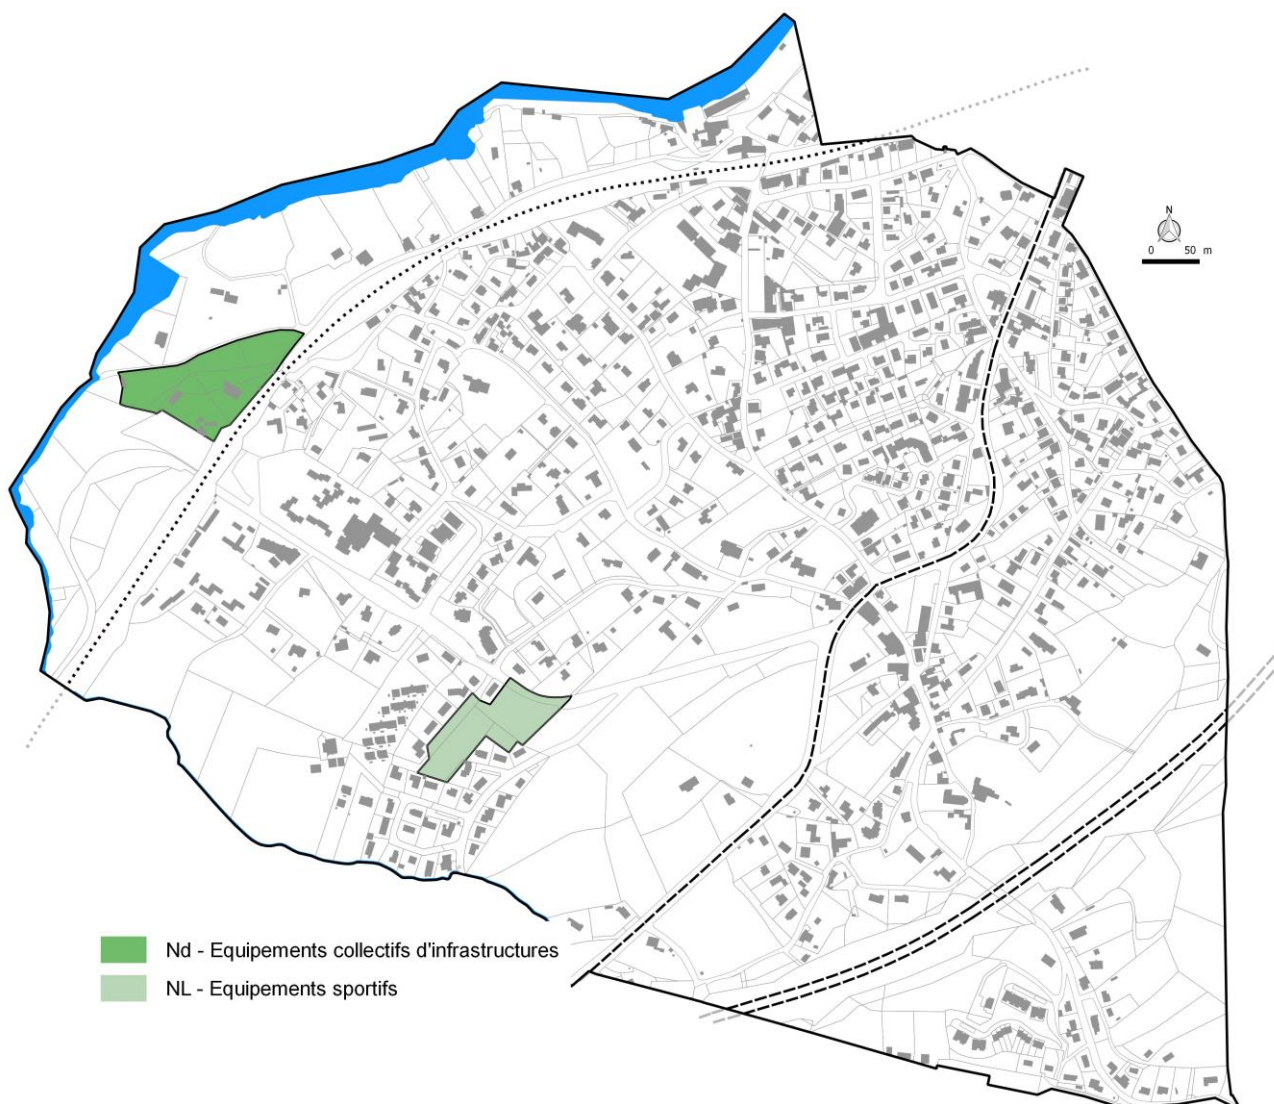 N
0 50 m
Nd - Equipements collectifs d'infrastructures
NL - Equipements sportifs